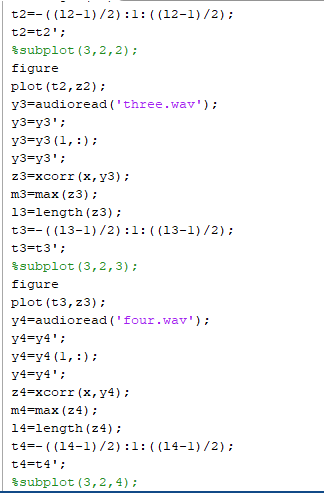 t2=-((l2-1)/2):1:((l2-1)/2);
t2=t2';
%subplot(3,2,2);
figure
plot(t2,z2);
y3=audioread('three.wav');
y3=y3';
y3=y3(1,:);
y3=y3';
z3=xcorr(x,y3);
m3=max(z3);
l3=length(z3);
t3=-((l3-1)/2):1:((l3-1)/2);
t3=t3';
%subplot(3,2,3);
figure
plot(t3,z3);
y4=audioread('four.wav');
y4=y4';
y4=y4(1,:);
y4=y4';
z4=xcorr(x,y4);
m4=max(z4);
l4=length(z4);
t4=-((l4-1)/2):1:((l4-1)/2);
t4=t4';
%subplot(3,2,4);